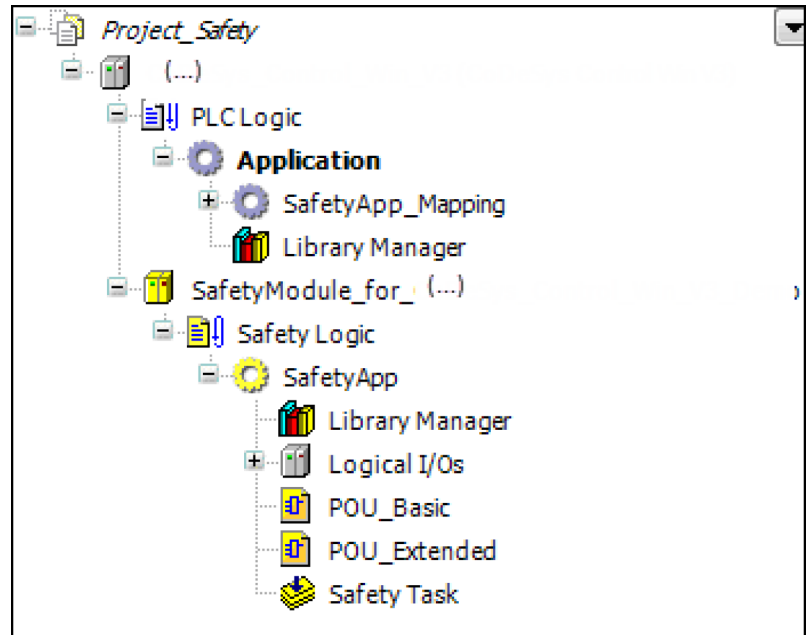 Project_Safety
(...)
PLC Logic
Application
SafetyApp_Mapping
Library Manager
SafetyModule_for_ (...)
Safety Logic
SafetyApp
Library Manager
Logical I/Os
POU_Basic
POU_Extended
Safety Task